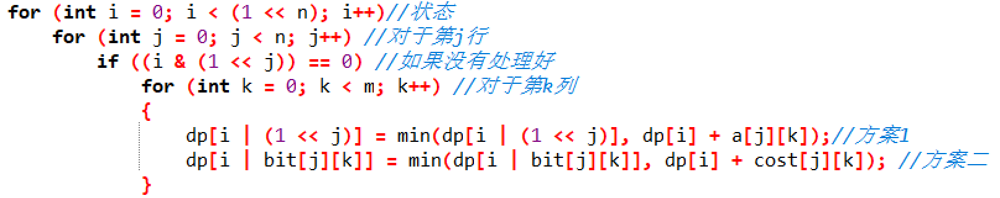 for (int i = 0; i < (1 << n); i++)//状态
for (int j = 0; j < n; j++) //对于第j行
if ((i & (1 << j)) == 0) //如果没有处理好
for (int k = 0; k < m; k++) //对于第k列
{
dp[i | (1 << j)] = min(dp[i | (1 << j)], dp[i] + a[j][k]);//方案1
dp[i | bit[j][k]] = min(dp[i | bit[j][k]], dp[i] + cost[j][k]); //方案二
}